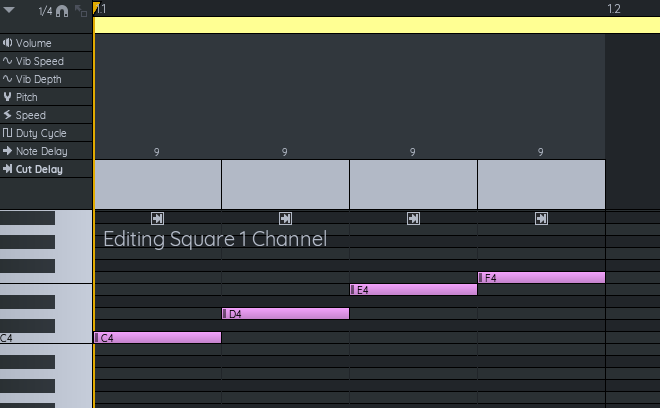 1/4 1.1 1.2
Volume
Vib Speed
Vib Depth
Pitch
Speed
Duty Cycle
Note Delay 9 9 9 9
Cut Delay
Editing Square 1 Channel
F4
E4
D4
C4 C4